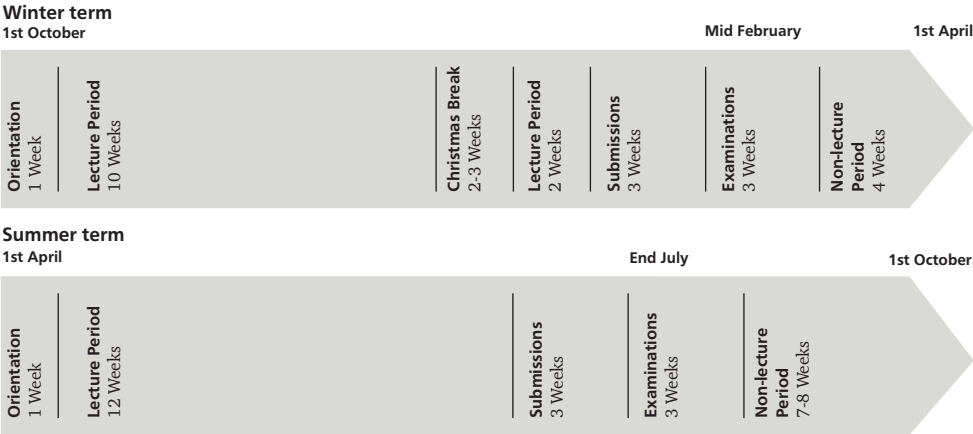 Winter term
1st October
Mid February
1st April
Orientation
1 Week
Lecture Period
10 Weeks
Christmas Break
2-3 Weeks
Lecture Period
2 Weeks
Submissions
3 Weeks
Examinations
3 Weeks
Non-lecture
Period
4 Weeks
Summer term
1st April
End July
1st October
Orientation
1 Week
Lecture Period
12 Weeks
Submissions
3 Weeks
Examinations
3 Weeks
Non-lecture
Period
7-8 Weeks